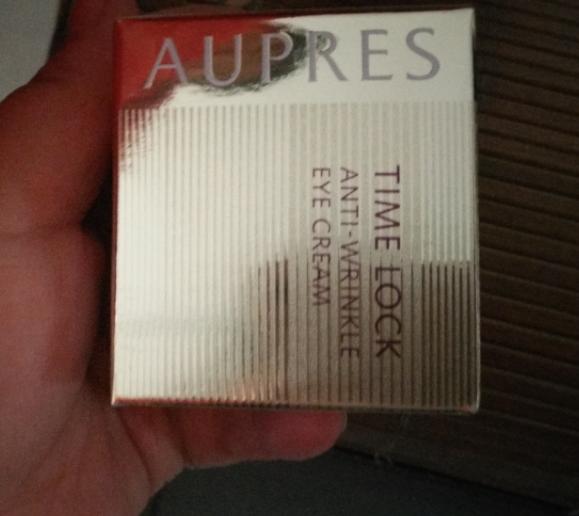 AUPRES
TIME LOCK
ANTI-WRINKLE
EYE CREAM